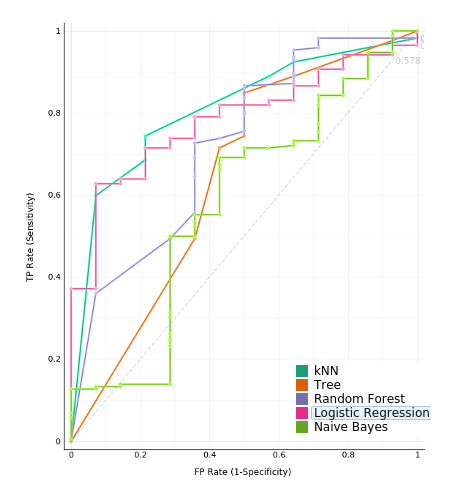 1
0.8
0.6
0.4
0.2
0
TP Rate (Sensitivity)
0.578
kNN
Tree
Random Forest
Logistic Regression
Naive Bayes
0 0.2 0.4 0.6 0.8 1
FP Rate (1-Specificity)